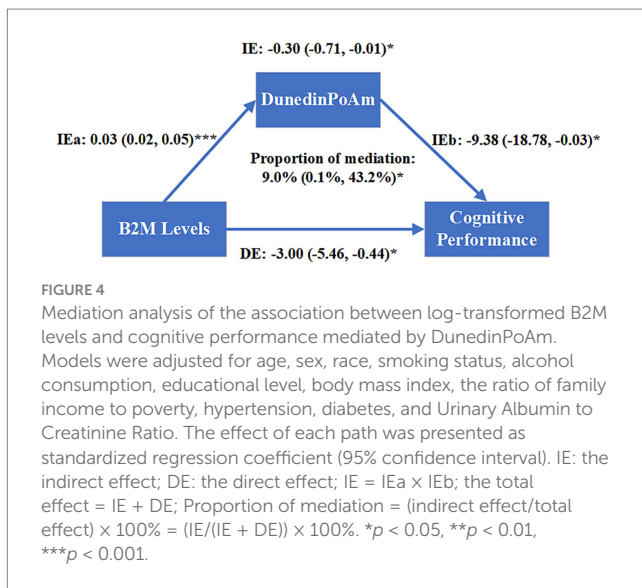 IE: -0.30 (-0.71, -0.01)*
DunedinPoAm
IEa: 0.03 (0.02, 0.05)***
IEb: -9.38 (-18.78, -0.03)*
Proportion of mediation:
9.0% (0.1%, 43.2%)*
B2M Levels
Cognitive
Performance
DE: -3.00 (-5.46, -0.44)*
FIGURE 4
Mediation analysis of the association between log-transformed B2M
levels and cognitive performance mediated by DunedinPoAm.
Models were adjusted for age, sex, race, smoking status, alcohol
consumption, educational level, body mass index, the ratio of family
income to poverty, hypertension, diabetes, and Urinary Albumin to
Creatinine Ratio. The effect of each path was presented as
standardized regression coefficient (95% confidence interval). IE: the
indirect effect; DE: the direct effect; IE = IEa × IEb; the total
effect = IE + DE; Proportion of mediation = (indirect effect/total
effect) × 100% = (IE/(IE + DE)) × 100%. *p < 0.05, **p < 0.01,
***p < 0.001.